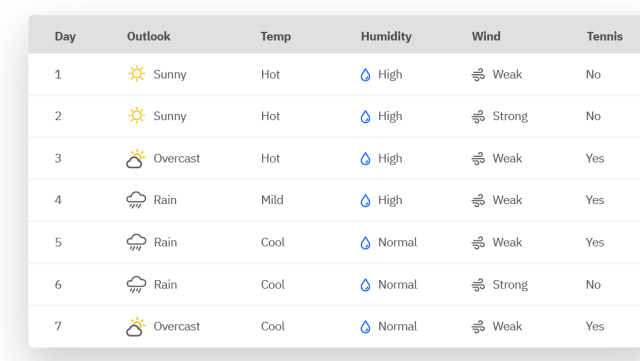 Day Outlook Temp Humidity Wind Tennis
1 Sunny Hot High Weak No
2 Sunny Hot High Strong No
3 Overcast Hot High Weak Yes
4 Rain Mild High Weak Yes
5 Rain Cool Normal Weak Yes
6 Rain Cool Normal Strong No
7 Overcast Cool Normal Weak Yes